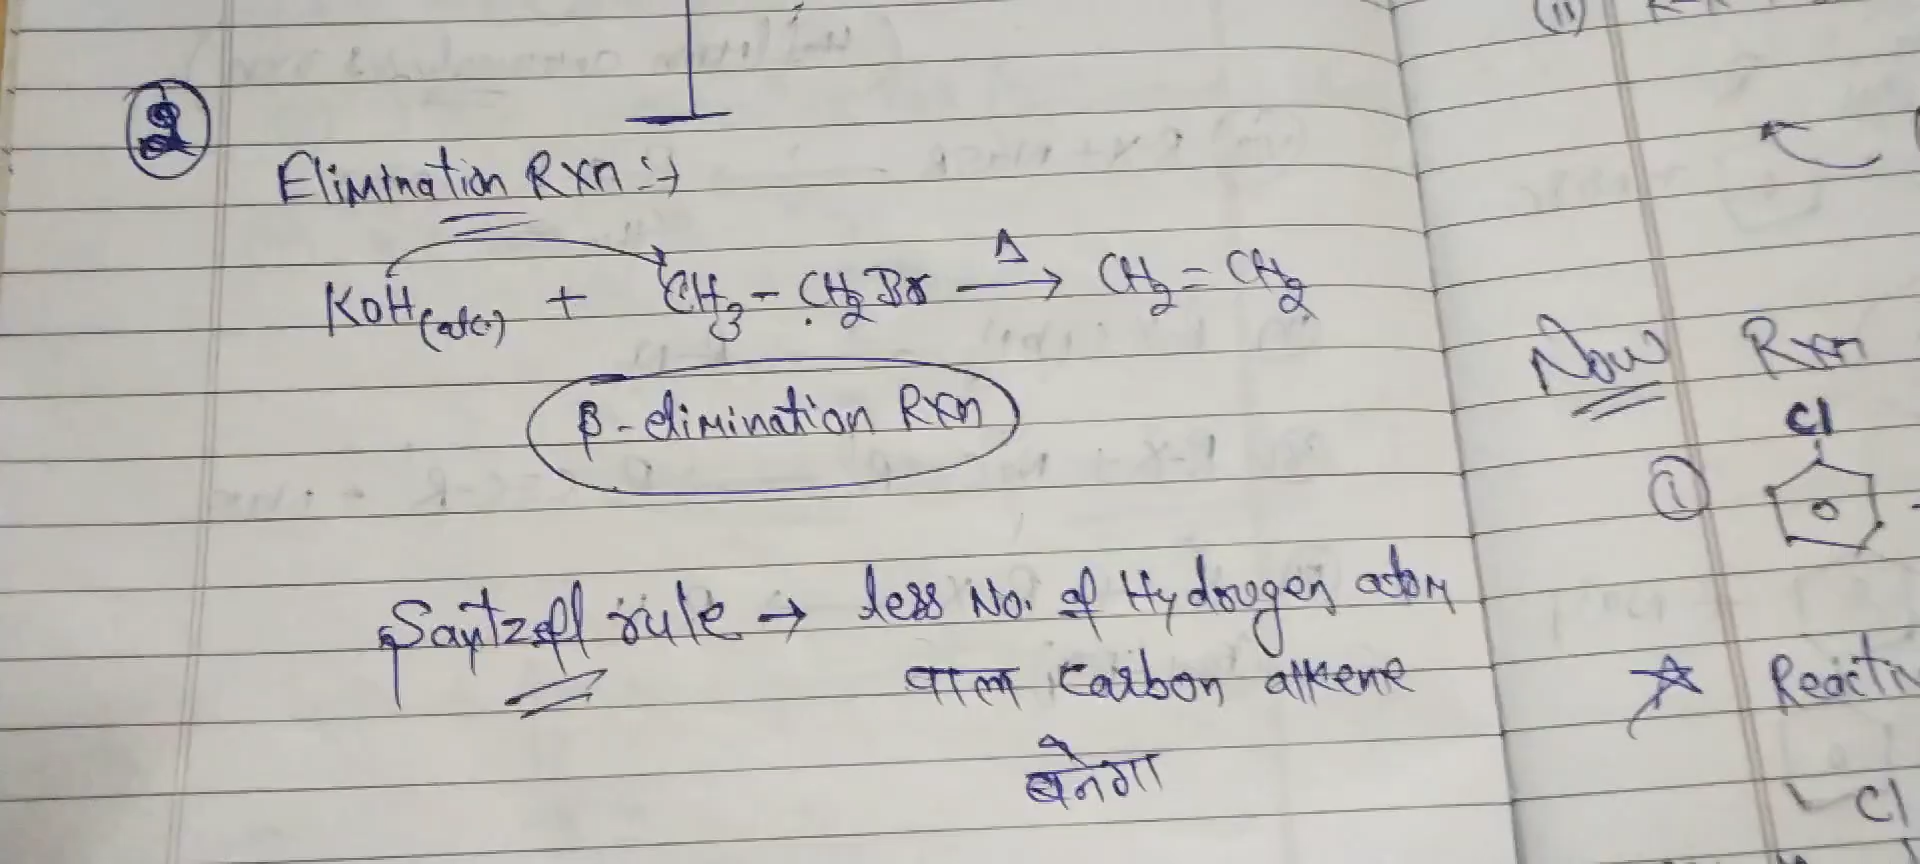 2
Elimination Rxn :→
KOH(alc.) + CH3 - CH2Br —Δ→ CH2 = CH2
β-elimination Rxn
Saytzeff rule → less No. of Hydrogen atom
वाला carbon alkene
बनेगा
(ii)
Now Rxn
Cl
①
☆ Reacti
Cl